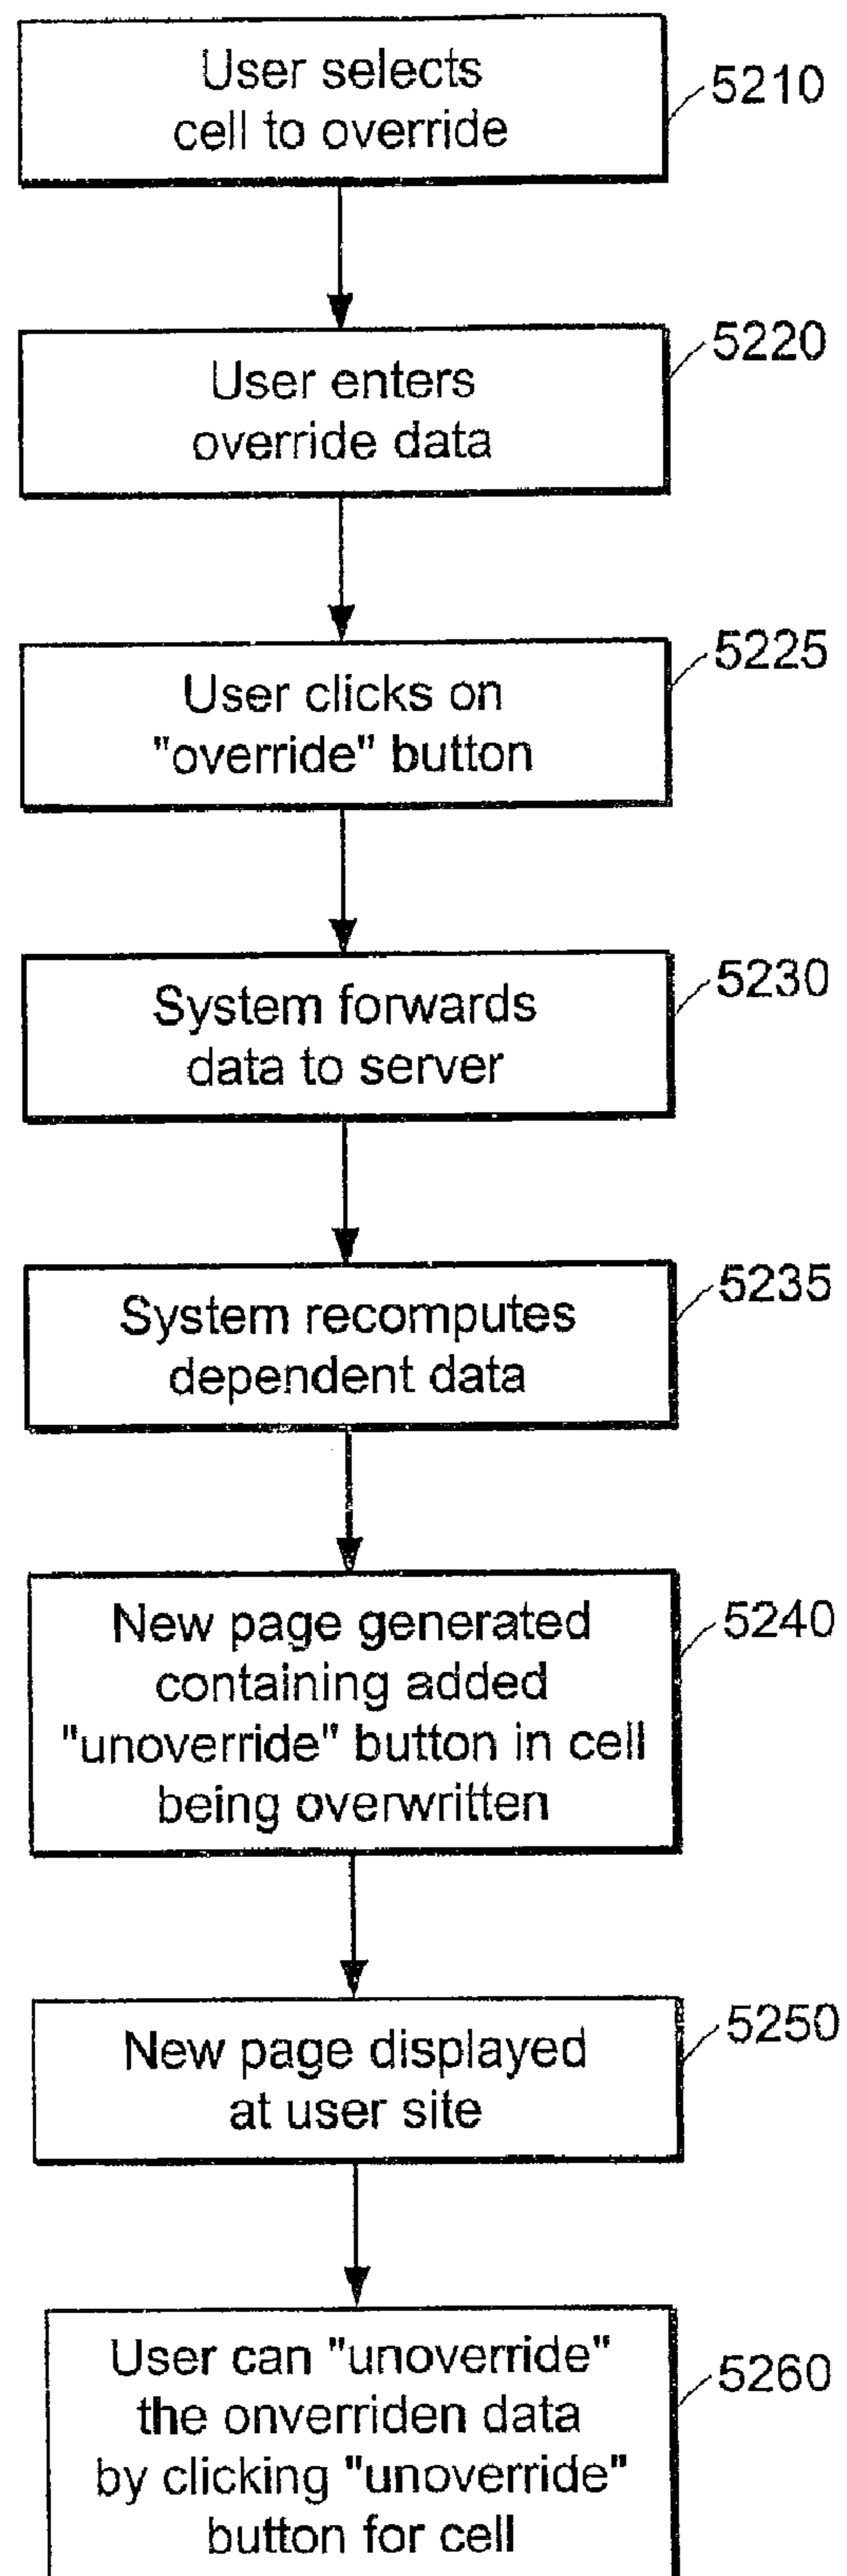 User selects
cell to override
5210
User enters
override data
5220
User clicks on
"override" button
5225
System forwards
data to server
5230
System recomputes
dependent data
5235
New page generated
containing added
"unoverride" button in cell
being overwritten
5240
New page displayed
at user site
5250
User can "unoverride"
the onverriden data
by clicking "unoverride"
button for cell
5260